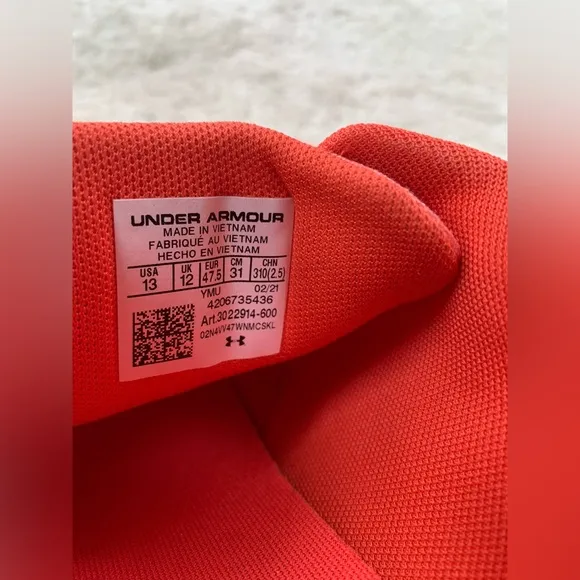 UNDER ARMOUR
MADE IN VIETNAM
FABRIQUÉ AU VIETNAM
HECHO EN VIETNAM
USA UK EUR CM CHN
13 12 47.5 31 310(2.5)
YMU 02/21
4206735436
Art.3022914-600
02N4VV47WNMCSKL